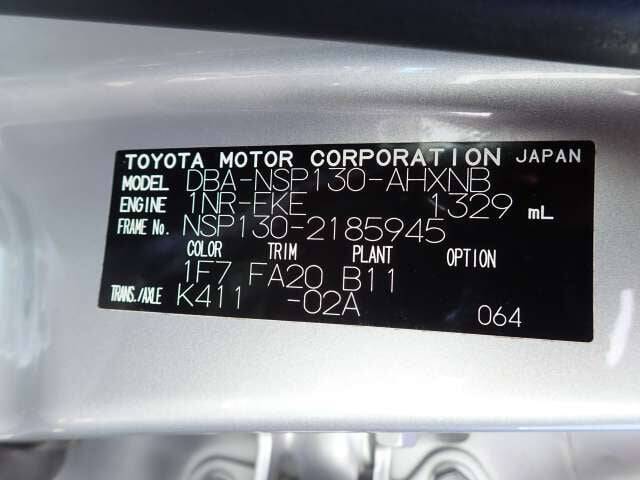 TOYOTA MOTOR CORPORATION JAPAN
MODEL DBA-NSP130-AHXNB
ENGINE 1NR-FKE 1329 mL
FRAME No. NSP130-2185945
COLOR TRIM PLANT OPTION
1F7 FA20 B11
TRANS./AXLE K411 -02A 064